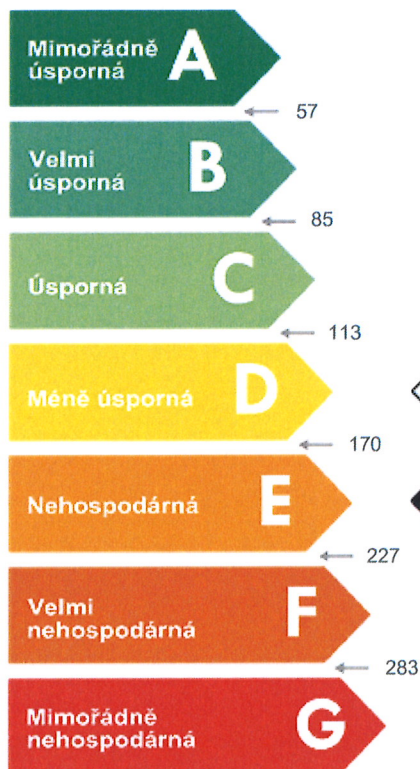 Mimořádně
úsporná
A
57
Velmi
úsporná
B
85
Úsporná
C
113
Méně úsporná
D
170
Nehospodárná
E
227
Velmi
nehospodárná
F
283
Mimořádně
nehospodárná
G